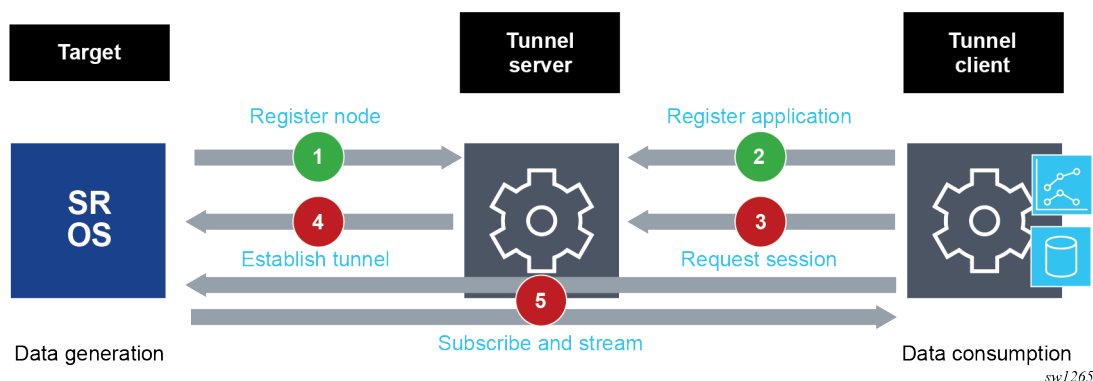 Target
Tunnel
server
Tunnel
client
Register node
Register application
1
2
SR
OS
4
3
Establish tunnel
Request session
5
Subscribe and stream
Data generation
Data consumption
sw1265